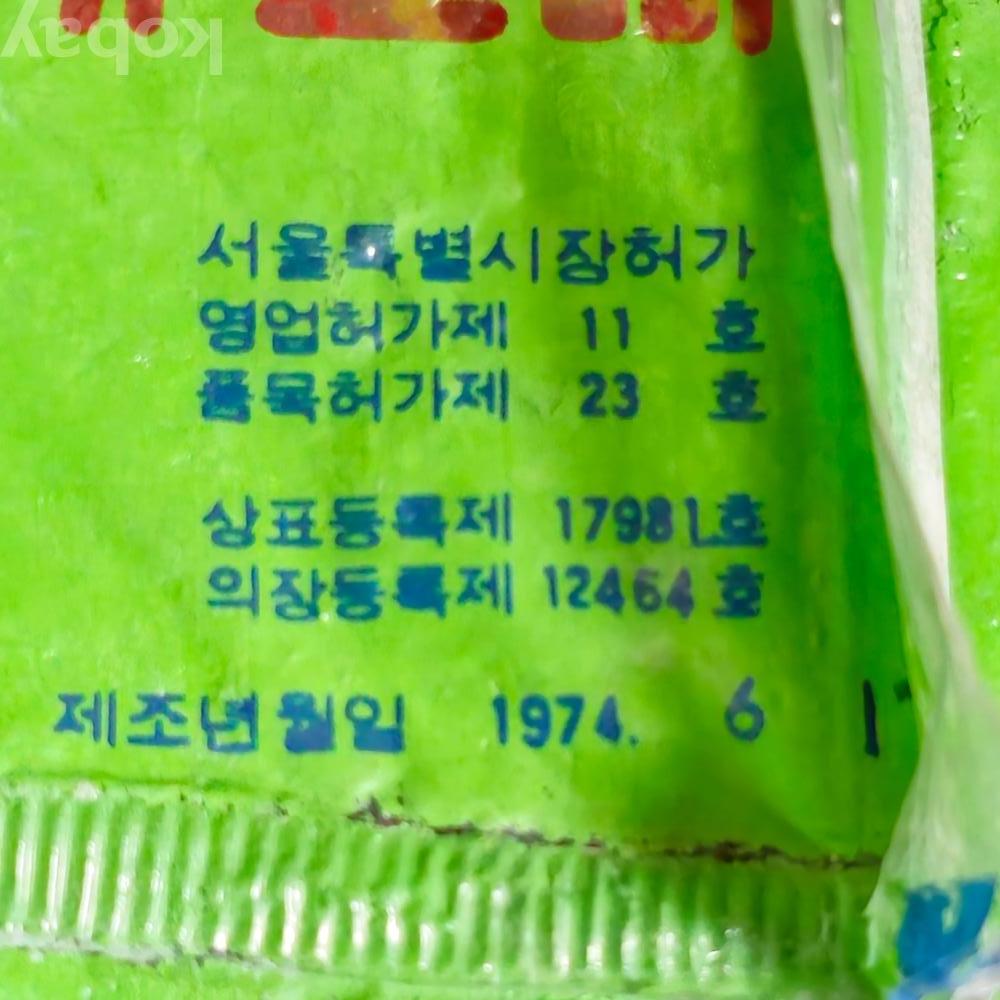 kobay
서울특별시장허가
영업허가제 11 호
품목허가제 23 호
상표등록제 17981호
의장등록제 12464 호
제조년월일 1974. 6